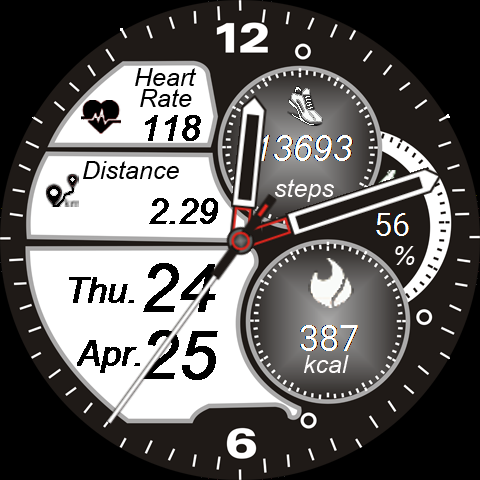 12
Heart
Rate
118
13693
steps
Distance
2.29
56
%
Thu. 24
Apr. 25
387
kcal
6